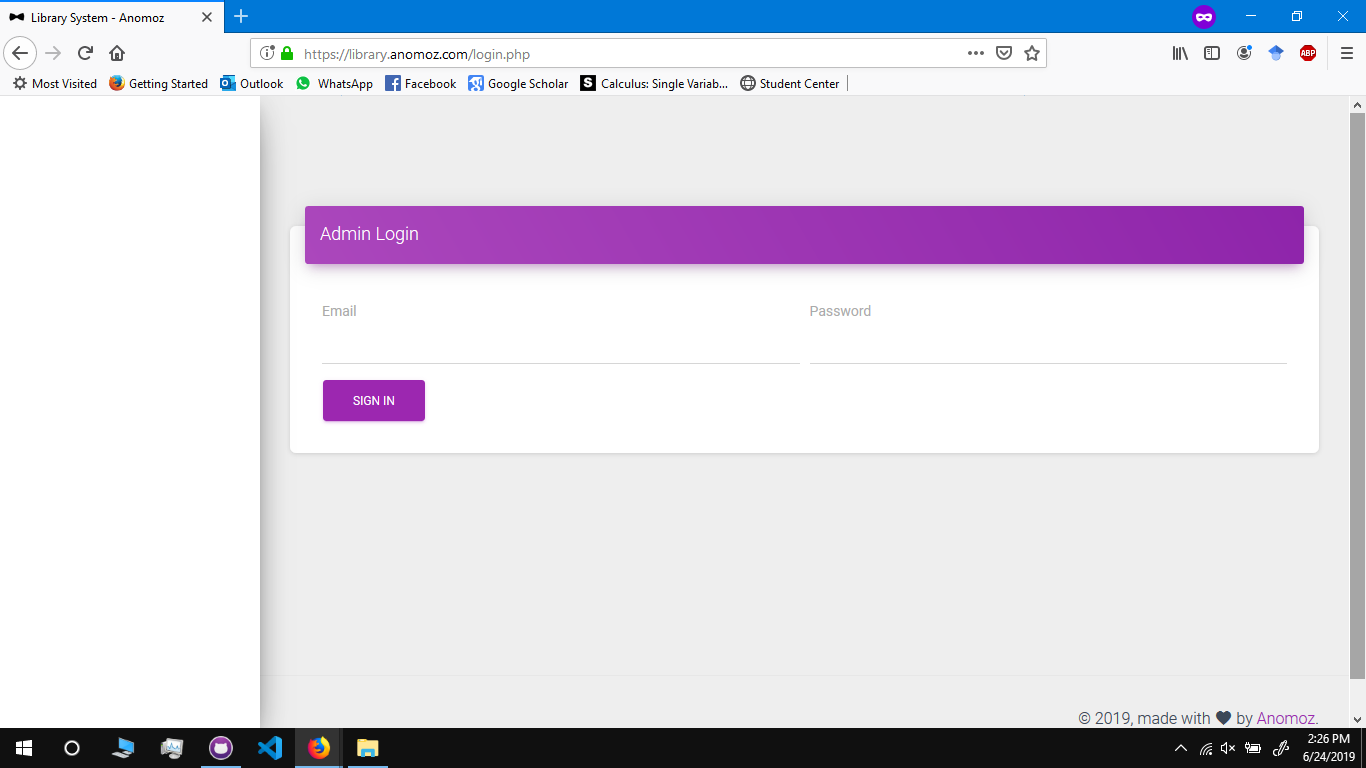 Library System - Anomoz
https://library.anomoz.com/login.php
ABP
Most Visited Getting Started Outlook WhatsApp Facebook Google Scholar S Calculus: Single Variab... Student Center
Admin Login
Email Password
SIGN IN
© 2019, made with ♥ by Anomoz.
2:26 PM
6/24/2019